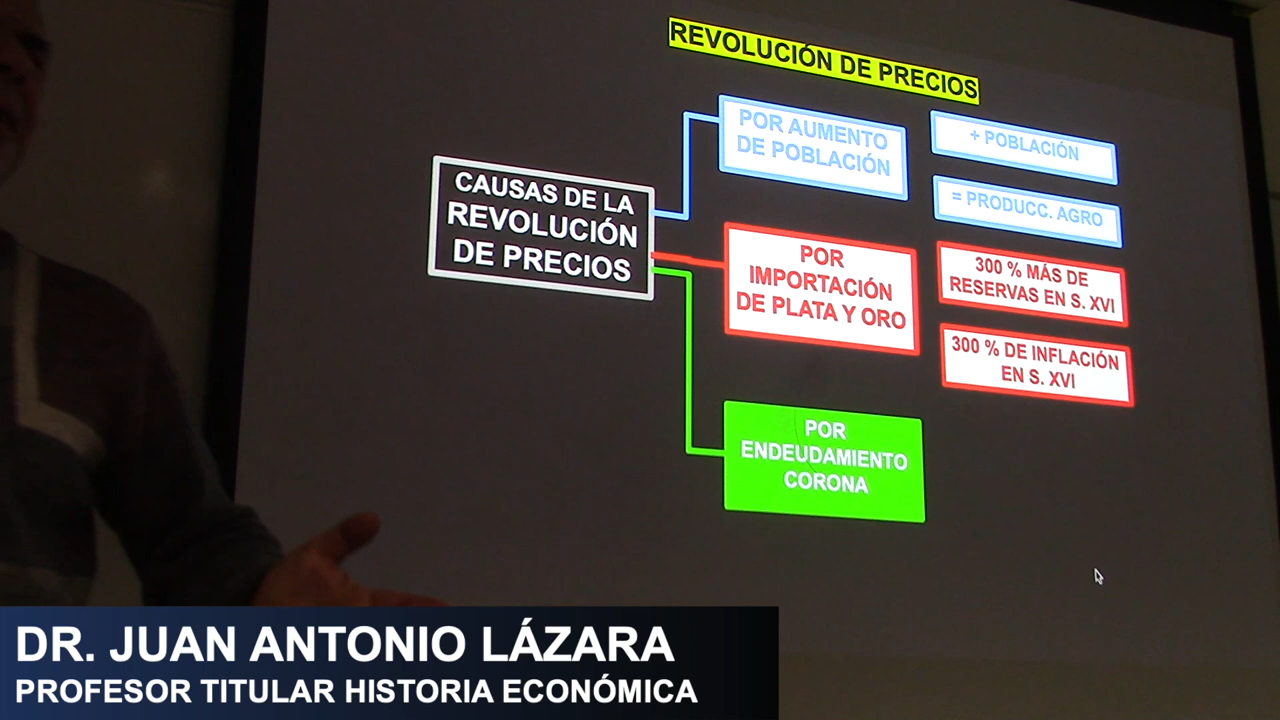 REVOLUCIÓN DE PRECIOS
CAUSAS DE LA
REVOLUCIÓN
DE PRECIOS
POR AUMENTO
DE POBLACIÓN
+ POBLACIÓN
= PRODUCC. AGRO
POR
IMPORTACIÓN
DE PLATA Y ORO
300 % MÁS DE
RESERVAS EN S. XVI
300 % DE INFLACIÓN
EN S. XVI
POR
ENDEUDAMIENTO
CORONA
DR. JUAN ANTONIO LÁZARA
PROFESOR TITULAR HISTORIA ECONÓMICA